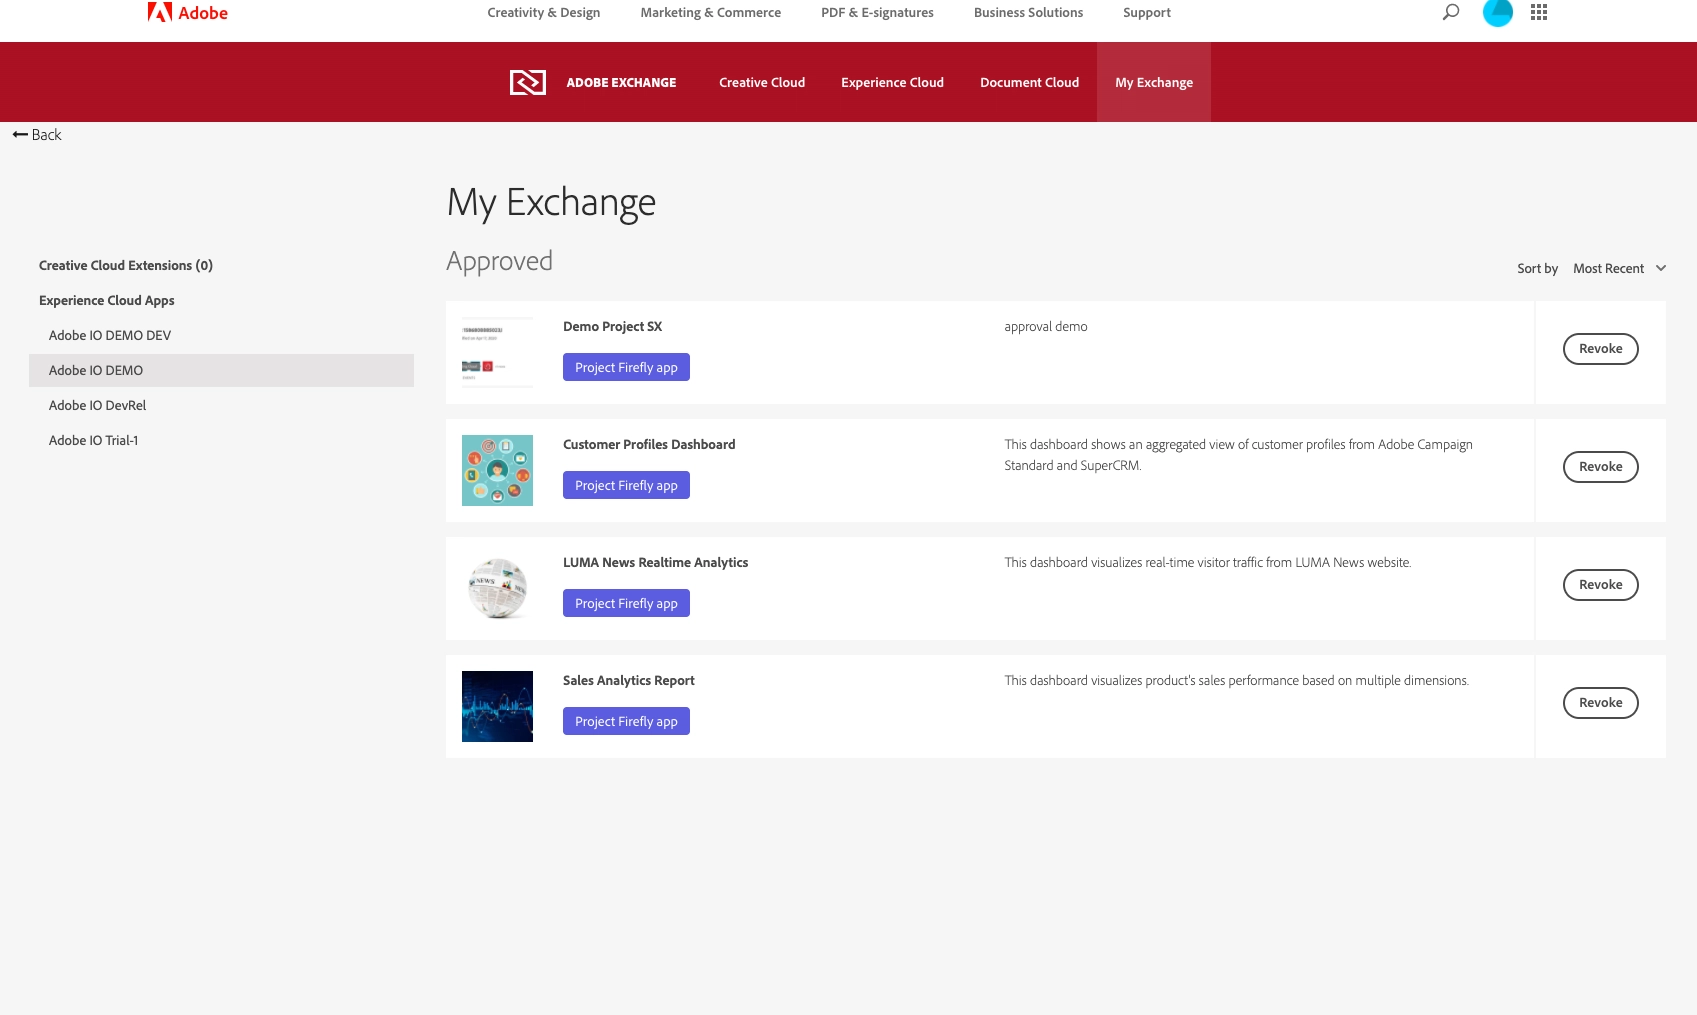 Adobe
Creativity & Design
Marketing & Commerce
PDF & E-signatures
Business Solutions
Support
ADOBE EXCHANGE
Creative Cloud
Experience Cloud
Document Cloud
My Exchange
Back
My Exchange
Approved
Sort by Most Recent
Creative Cloud Extensions (0)
Experience Cloud Apps
Adobe IO DEMO DEV
Adobe IO DEMO
Adobe IO DevRel
Adobe IO Trial-1
Demo Project SX
Project Firefly app
approval demo
Revoke
Customer Profiles Dashboard
Project Firefly app
This dashboard shows an aggregated view of customer profiles from Adobe Campaign
Standard and SuperCRM.
Revoke
NEWS
LUMA News Realtime Analytics
Project Firefly app
This dashboard visualizes real-time visitor traffic from LUMA News website.
Revoke
Sales Analytics Report
Project Firefly app
This dashboard visualizes product's sales performance based on multiple dimensions.
Revoke